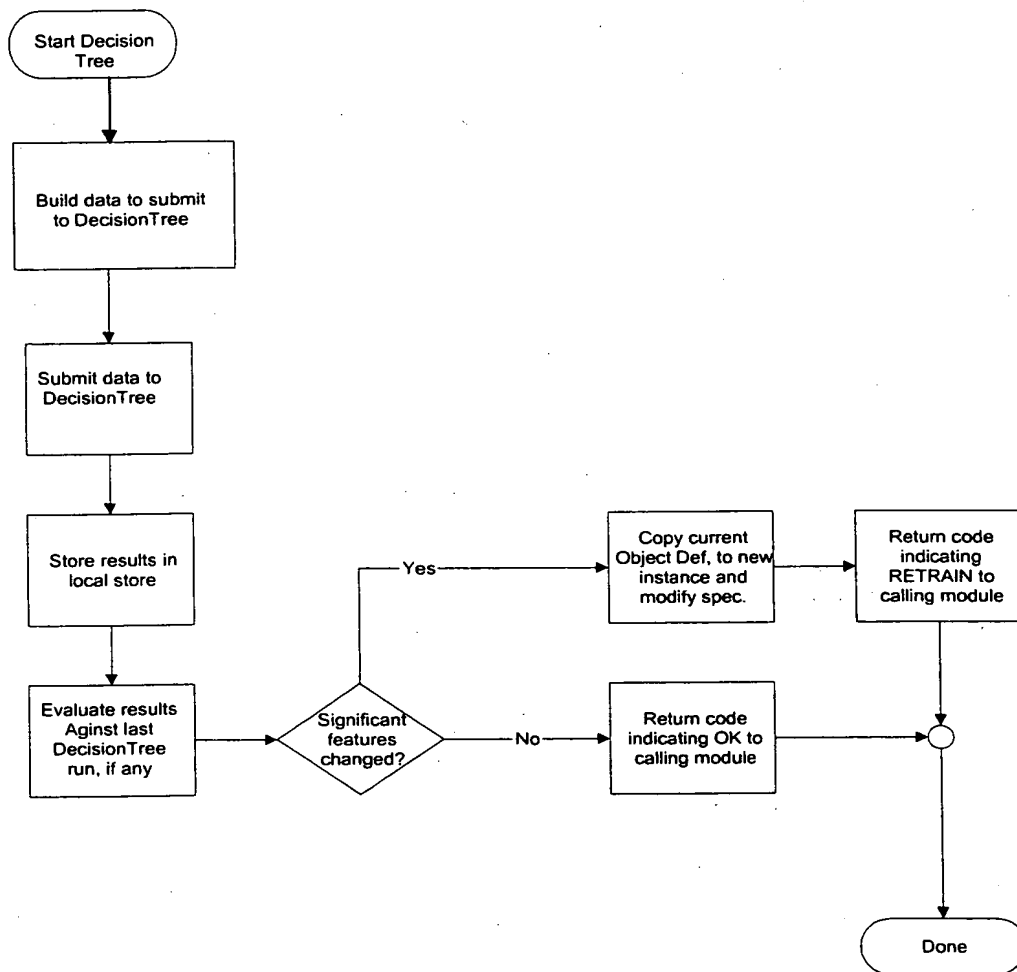 Start Decision
Tree
Build data to submit
to DecisionTree
Submit data to
DecisionTree
Store results in
local store
Evaluate results
Aginst last
DecisionTree
run, if any
Significant
features
changed?
Yes
Copy current
Object Def, to new
instance and
modify spec.
Return code
indicating
RETRAIN to
calling module
No
Return code
indicating OK to
calling module
Done